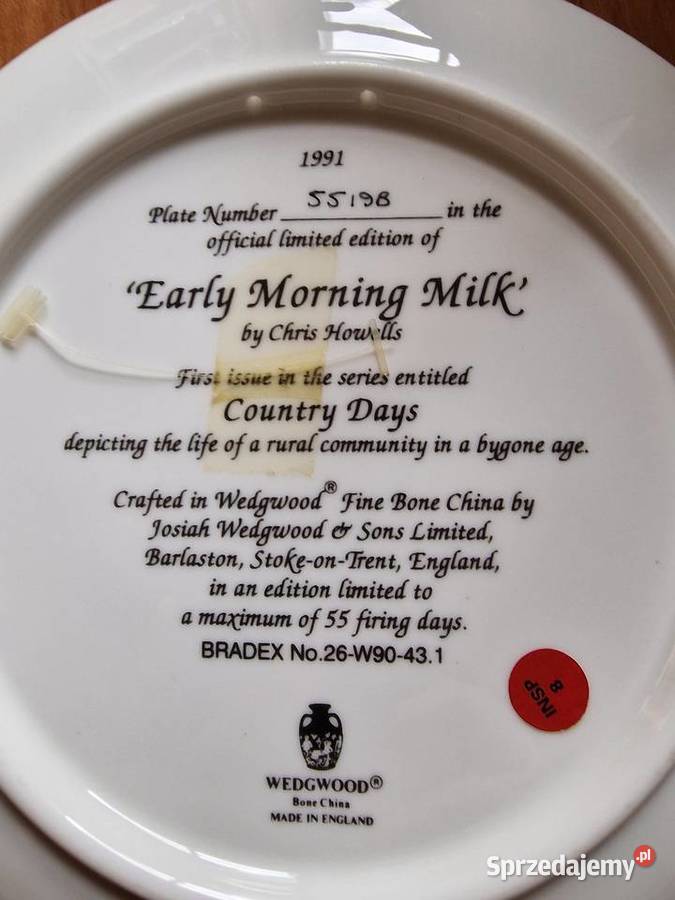 1991
Plate Number 5519B in the
official limited edition of
‘Early Morning Milk’
by Chris Howells
First issue in the series entitled
Country Days
depicting the life of a rural community in a bygone age.
Crafted in Wedgwood® Fine Bone China by
Josiah Wedgwood & Sons Limited,
Barlaston, Stoke-on-Trent, England,
in an edition limited to
a maximum of 55 firing days.
BRADEX No.26-W90-43.1
INSP
8
WEDGWOOD®
Bone China
MADE IN ENGLAND
Sprzedajemy.pl